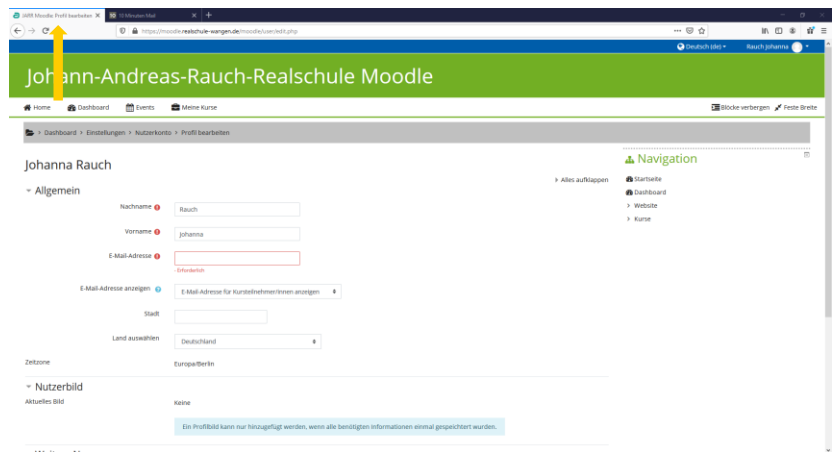 JARR Moodle: Profil bearbeiten
10 Minuten Mail
https://moodle.realschule-wangen.de/moodle/user/edit.php
Deutsch (de)
Rauch Johanna
Johann-Andreas-Rauch-Realschule Moodle
Home Dashboard Events Meine Kurse
Blöcke verbergen Feste Breite
> Dashboard > Einstellungen > Nutzerkonto > Profil bearbeiten
Johanna Rauch
> Alles aufklappen
Allgemein
Nachname Rauch
Vorname Johanna
E-Mail-Adresse
- Erforderlich
E-Mail-Adresse anzeigen E-Mail-Adresse für Kursteilnehmer/innen anzeigen
Stadt
Land auswählen Deutschland
Zeitzone Europa/Berlin
Nutzerbild
Aktuelles Bild Keine
Ein Profilbild kann nur hinzugefügt werden, wenn alle benötigten Informationen einmal gespeichtert wurden.
Navigation
Startseite
Dashboard
> Website
> Kurse